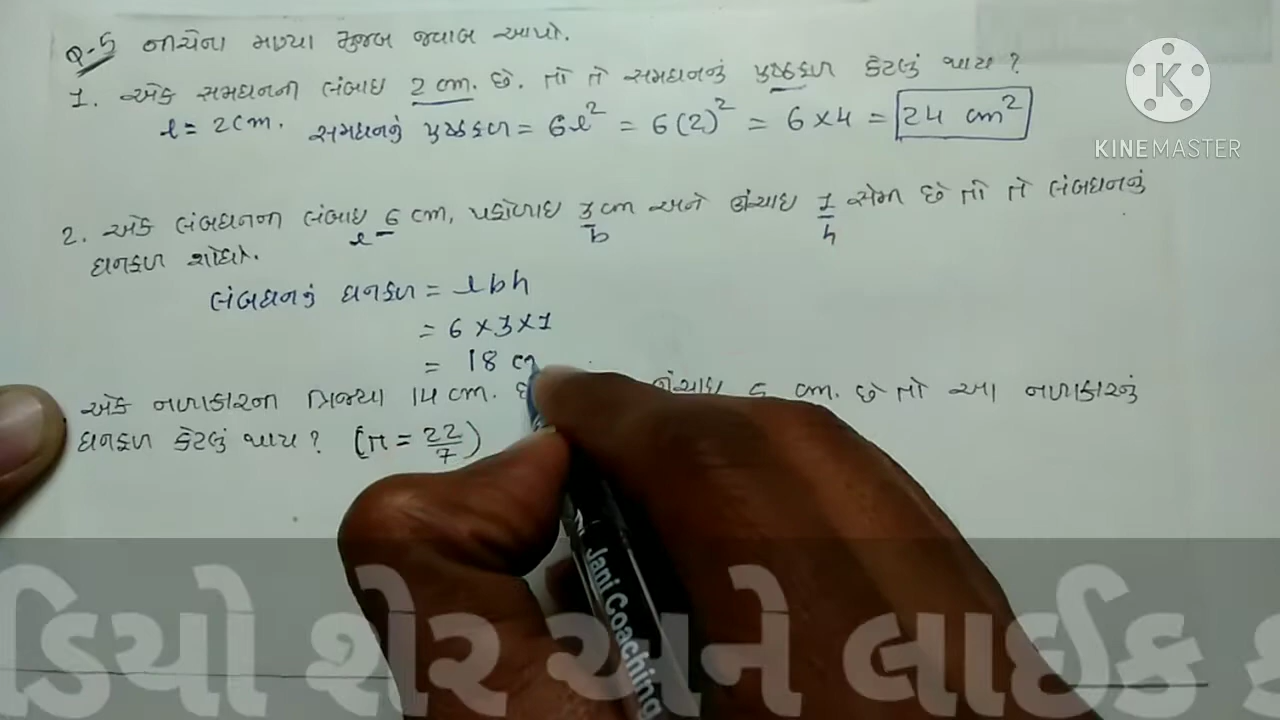 Q-5 નીચેના માગ્યા મુજબ જવાબ આપો.
1. એક સમઘનની લંબાઇ 2 cm. છે. તો તે સમઘનનું પૃષ્ઠફળ કેટલું થાય?
l = 2cm. સમઘનનું પૃષ્ઠફળ = 6l² = 6(2)² = 6×4 = 24 cm²
2. એક લંબઘનની લંબાઇ 6 cm, પહોળાઇ 3 cm અને ઊંચાઇ 1 સેમી છે તો તે લંબઘનનું
l b h
ઘનફળ શોધો.
લંબઘનનું ઘનફળ = lbh
= 6×3×1
= 18 cm
એક નળાકારના ત્રિજ્યા 14 cm. ઊંચાઇ 5 cm. છે તો આ નળાકારનું
ઘનફળ કેટલું થાય? (π = 22/7)
KINEMASTER
Jani Coaching
ડિયો શેર અને લાઈક